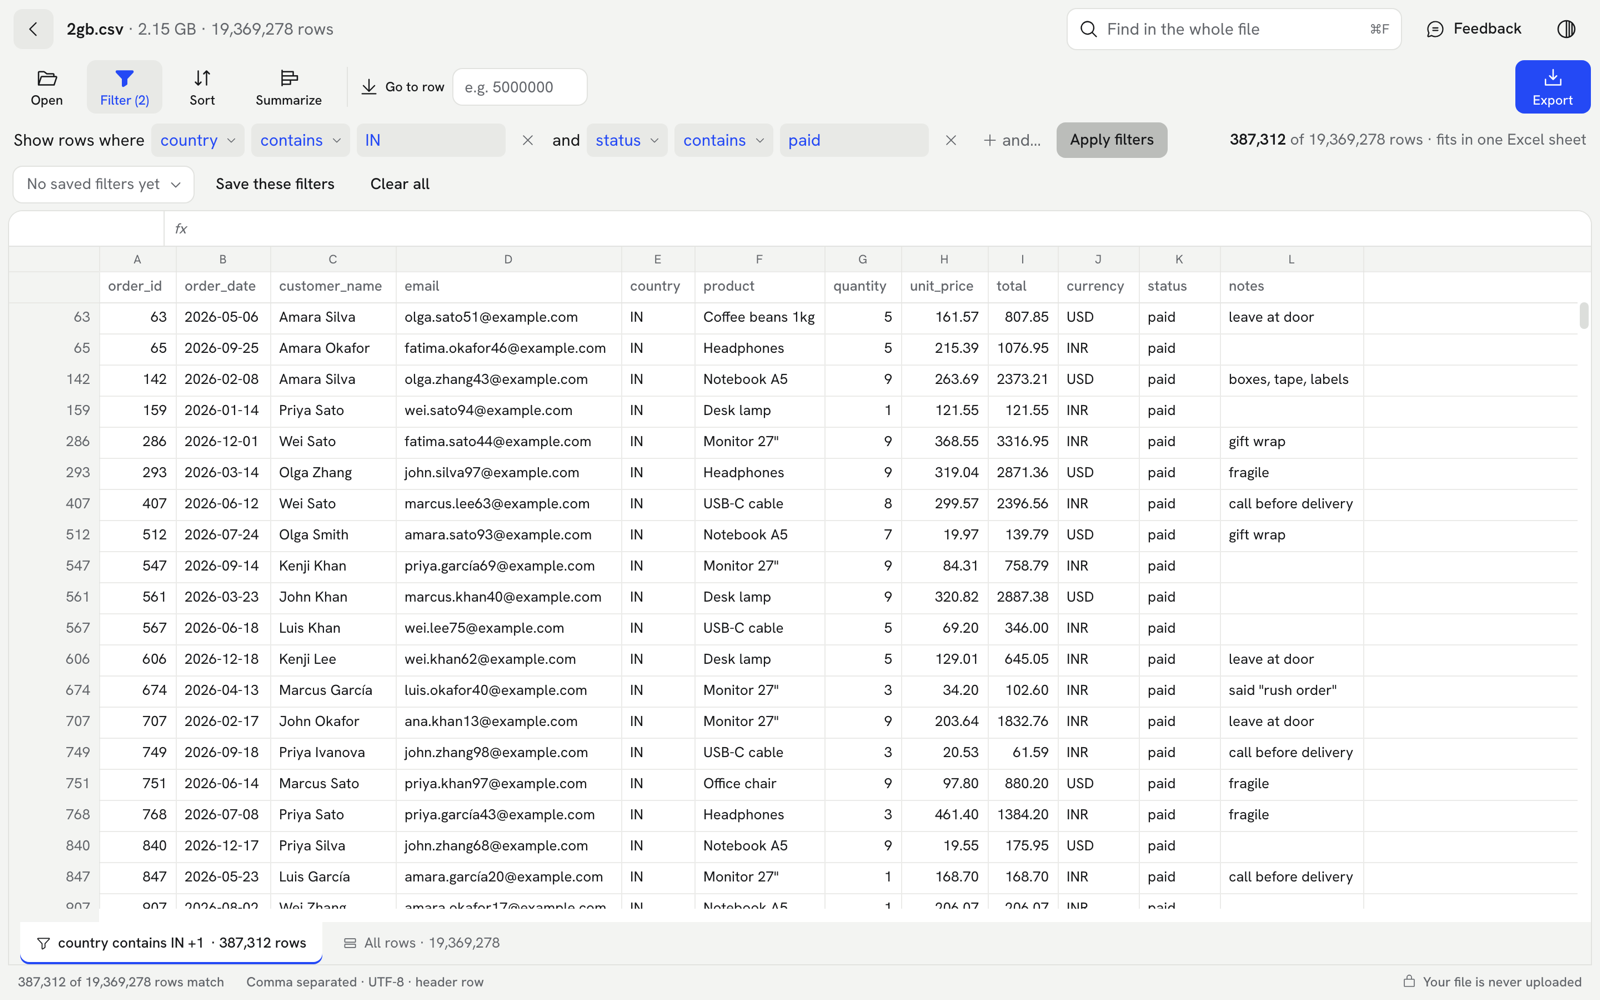 2gb.csv · 2.15 GB · 19,369,278 rows
Find in the whole file ⌘F
Feedback
Open
Filter (2)
Sort
Summarize
Go to row
e.g. 5000000
Export
Show rows where country contains IN and status contains paid + and... Apply filters
387,312 of 19,369,278 rows · fits in one Excel sheet
No saved filters yet
Save these filters
Clear all
fx
A B C D E F G H I J K L
order_id order_date customer_name email country product quantity unit_price total currency status notes
63 63 2026-05-06 Amara Silva olga.sato51@example.com IN Coffee beans 1kg 5 161.57 807.85 USD paid leave at door
65 65 2026-09-25 Amara Okafor fatima.okafor46@example.com IN Headphones 5 215.39 1076.95 INR paid
142 142 2026-02-08 Amara Silva olga.zhang43@example.com IN Notebook A5 9 263.69 2373.21 USD paid boxes, tape, labels
159 159 2026-01-14 Priya Sato wei.sato94@example.com IN Desk lamp 1 121.55 121.55 INR paid
286 286 2026-12-01 Wei Sato fatima.sato44@example.com IN Monitor 27" 9 368.55 3316.95 INR paid gift wrap
293 293 2026-03-14 Olga Zhang john.silva97@example.com IN Headphones 9 319.04 2871.36 USD paid fragile
407 407 2026-06-12 Wei Sato marcus.lee63@example.com IN USB-C cable 8 299.57 2396.56 INR paid call before delivery
512 512 2026-07-24 Olga Smith amara.sato93@example.com IN Notebook A5 7 19.97 139.79 USD paid gift wrap
547 547 2026-09-14 Kenji Khan priya.garcía69@example.com IN Monitor 27" 9 84.31 758.79 INR paid
561 561 2026-03-23 John Khan marcus.khan40@example.com IN Desk lamp 9 320.82 2887.38 USD paid
567 567 2026-06-18 Luis Khan wei.lee75@example.com IN USB-C cable 5 69.20 346.00 INR paid
606 606 2026-12-18 Kenji Lee wei.khan62@example.com IN Desk lamp 5 129.01 645.05 INR paid leave at door
674 674 2026-04-13 Marcus García luis.okafor40@example.com IN Monitor 27" 3 34.20 102.60 INR paid said "rush order"
707 707 2026-02-17 John Okafor ana.khan13@example.com IN Monitor 27" 9 203.64 1832.76 INR paid leave at door
749 749 2026-09-18 Priya Ivanova john.zhang98@example.com IN USB-C cable 3 20.53 61.59 INR paid call before delivery
751 751 2026-06-14 Marcus Sato priya.khan97@example.com IN Office chair 9 97.80 880.20 USD paid fragile
768 768 2026-07-08 Priya Sato priya.garcía43@example.com IN Headphones 3 461.40 1384.20 INR paid fragile
840 840 2026-12-17 Priya Silva john.zhang68@example.com IN Notebook A5 9 19.55 175.95 USD paid
847 847 2026-05-23 Luis García amara.garcía20@example.com IN Monitor 27" 1 168.70 168.70 INR paid call before delivery
907 907 2026-08-02 Wei Zhang amara.okafor17@example.com IN Notebook A5 1 206.07 206.07 INR paid
country contains IN +1 · 387,312 rows
All rows · 19,369,278
387,312 of 19,369,278 rows match
Comma separated · UTF-8 · header row
Your file is never uploaded